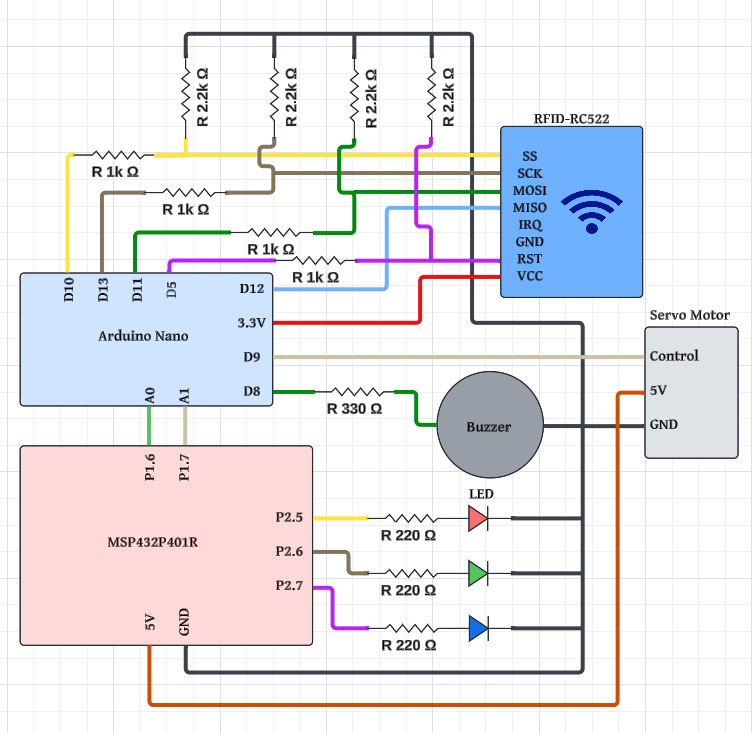 R 2.2k Ω
R 2.2k Ω
R 2.2k Ω
R 2.2k Ω
RFID-RC522
R 1k Ω
R 1k Ω
R 1k Ω
R 1k Ω
SS
SCK
MOSI
MISO
IRQ
GND
RST
VCC
D10
D13
D11
D5
D12
3.3V
D9
D8
Arduino Nano
A0
A1
Servo Motor
Control
5V
GND
R 330 Ω
Buzzer
P1.6
P1.7
MSP432P401R
P2.5
P2.6
P2.7
5V
GND
LED
R 220 Ω
R 220 Ω
R 220 Ω